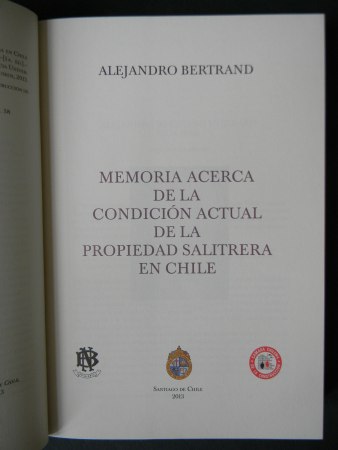 ALEJANDRO BERTRAND
MEMORIA ACERCA
DE LA
CONDICIÓN ACTUAL
DE LA
PROPIEDAD SALITRERA
EN CHILE
SANTIAGO DE CHILE
2013